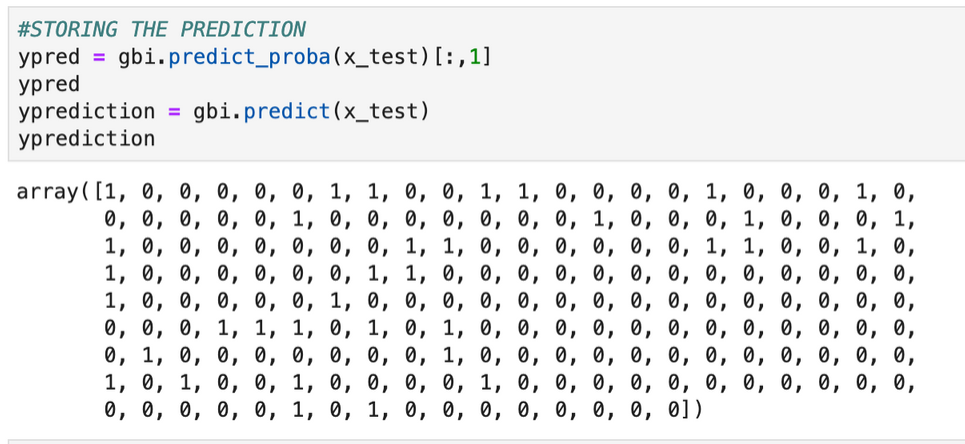 #STORING THE PREDICTION
ypred = gbi.predict_proba(x_test)[:,1]
ypred
yprediction = gbi.predict(x_test)
yprediction
array([1, 0, 0, 0, 0, 0, 1, 1, 0, 0, 1, 1, 0, 0, 0, 0, 1, 0, 0, 0, 1, 0,
0, 0, 0, 0, 0, 1, 0, 0, 0, 0, 0, 0, 0, 1, 0, 0, 0, 1, 0, 0, 0, 1,
1, 0, 0, 0, 0, 0, 0, 0, 1, 1, 0, 0, 0, 0, 0, 0, 1, 1, 0, 0, 1, 0,
1, 0, 0, 0, 0, 0, 0, 1, 1, 0, 0, 0, 0, 0, 0, 0, 0, 0, 0, 0, 0, 0,
1, 0, 0, 0, 0, 0, 1, 0, 0, 0, 0, 0, 0, 0, 0, 0, 0, 0, 0, 0, 0, 0,
0, 0, 0, 1, 1, 1, 0, 1, 0, 1, 0, 0, 0, 0, 0, 0, 0, 0, 0, 0, 0, 0,
0, 1, 0, 0, 0, 0, 0, 0, 0, 1, 0, 0, 0, 0, 0, 0, 0, 0, 0, 0, 0, 0,
1, 0, 1, 0, 0, 1, 0, 0, 0, 0, 1, 0, 0, 0, 0, 0, 0, 0, 0, 0, 0, 0,
0, 0, 0, 0, 0, 1, 0, 1, 0, 0, 0, 0, 0, 0, 0, 0])